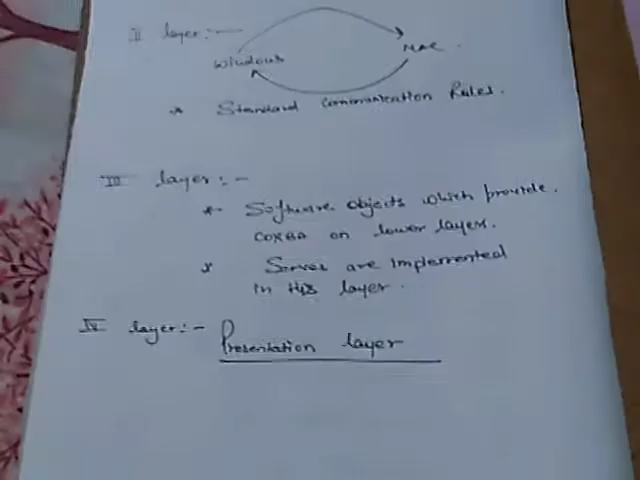 II layer:-
Windows MAC.
* Standard Communication Rules.
III layer:-
* Software objects which provide
CORBA on lower layer.
* Server are implemented
in this layer.
IV layer:- Presentation layer